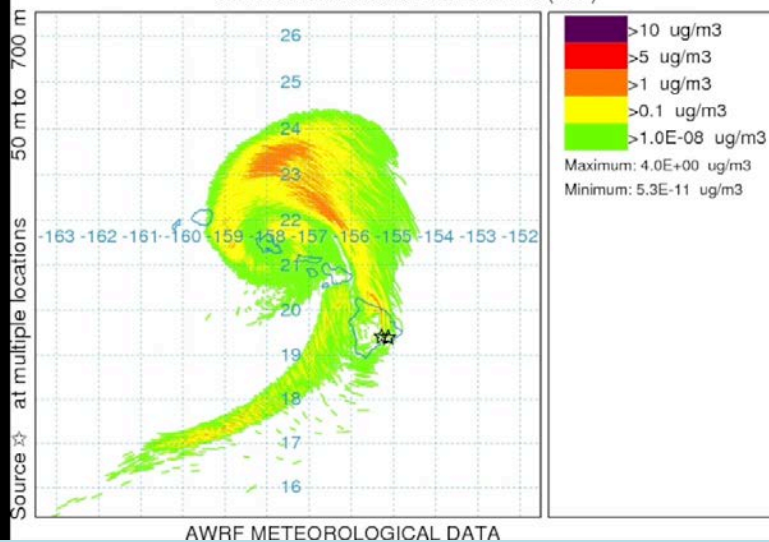 Source ☆ at multiple locations 50 m to 700 m
26
25
24
23
22
-163 -162 -161 -160 -159 -158 -157 -156 -155 -154 -153 -152
21
20
19
18
17
16
AWRF METEOROLOGICAL DATA
>10 ug/m3
>5 ug/m3
>1 ug/m3
>0.1 ug/m3
>1.0E-08 ug/m3
Maximum: 4.0E+00 ug/m3
Minimum: 5.3E-11 ug/m3